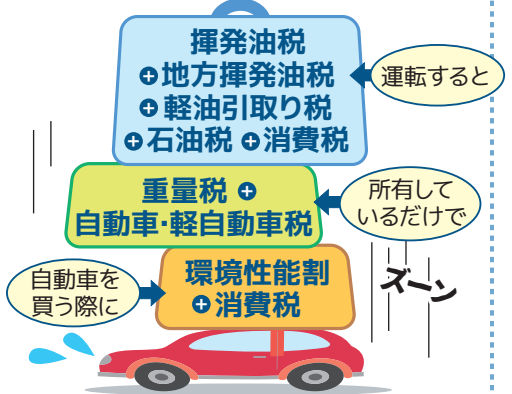 揮発油税
+地方揮発油税
+軽油引取り税
+石油税 +消費税
運転すると
重量税 +
自動車・軽自動車税
所有して
いるだけで
環境性能割
+消費税
自動車を
買う際に
ズーン